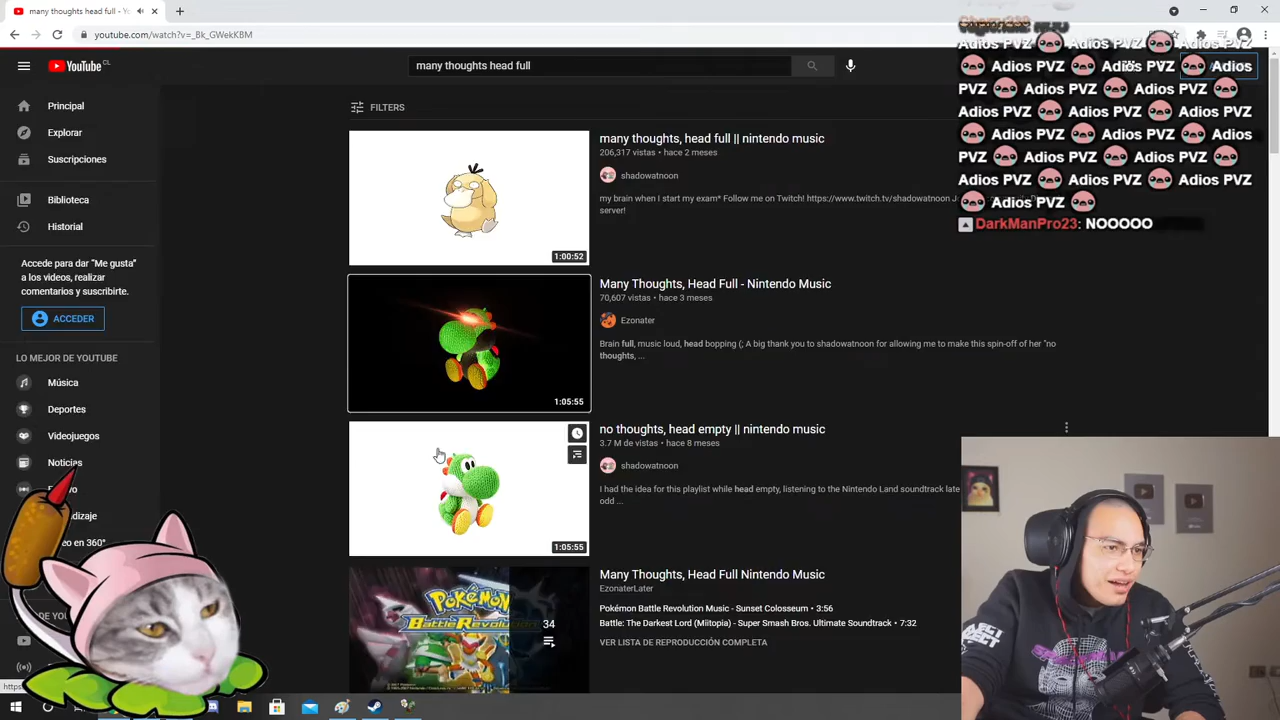 many thoughts head full - Yo
youtube.com/watch?v=_Bk_GWekKBM
YouTube CL
many thoughts head full
Principal
Explorar
Suscripciones
Biblioteca
Historial
Accede para dar "Me gusta"
a los videos, realizar
comentarios y suscribirte.
ACCEDER
LO MEJOR DE YOUTUBE
Música
Deportes
Videojuegos
Noticias
FILTERS
many thoughts, head full || nintendo music
206,317 vistas • hace 2 meses
shadowatnoon
my brain when I start my exam* Follow me on Twitch! https://www.twitch.tv/shadowatnoon
server!
1:00:52
Many Thoughts, Head Full - Nintendo Music
70,607 vistas • hace 3 meses
Ezonater
Brain full, music loud, head bopping (; A big thank you to shadowatnoon for allowing me to make this spin-off of her "no
thoughts, ...
1:05:55
no thoughts, head empty || nintendo music
3.7 M de vistas • hace 8 meses
shadowatnoon
I had the idea for this playlist while head empty, listening to the Nintendo Land soundtrack late
odd ...
1:05:55
Many Thoughts, Head Full Nintendo Music
EzonaterLater
Pokémon Battle Revolution Music - Sunset Colosseum • 3:56
Battle: The Darkest Lord (Miitopia) - Super Smash Bros. Ultimate Soundtrack • 7:32
VER LISTA DE REPRODUCCIÓN COMPLETA
POKÉMON
BATTLE REVOLUTION
34
Adios PVZ Adios PVZ Adios
PVZ Adios PVZ Adios PVZ
Adios PVZ Adios PVZ Adios
PVZ Adios PVZ Adios PVZ
Adios PVZ Adios PVZ Adios
PVZ Adios PVZ Adios PVZ
Adios PVZ Adios PVZ
DarkManPro23: NOOOOO